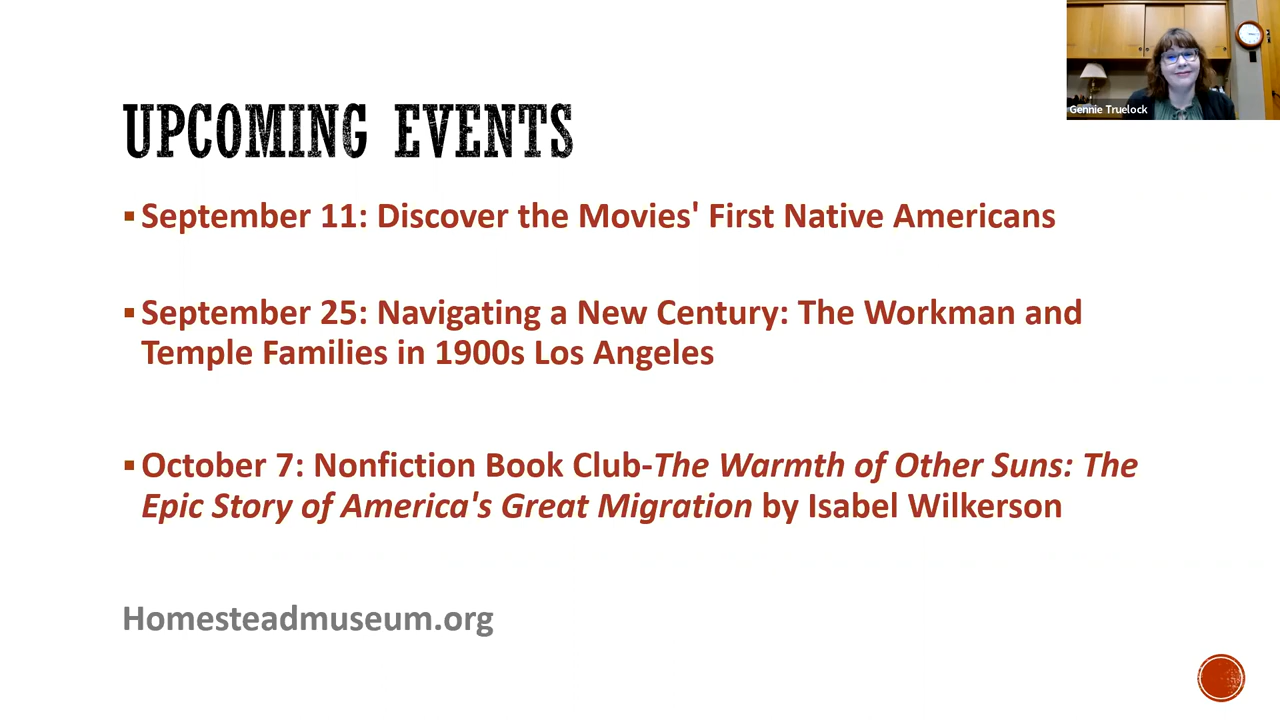 Gennie Truelock
UPCOMING EVENTS
▪ September 11: Discover the Movies' First Native Americans
▪ September 25: Navigating a New Century: The Workman and
Temple Families in 1900s Los Angeles
▪ October 7: Nonfiction Book Club-The Warmth of Other Suns: The
Epic Story of America's Great Migration by Isabel Wilkerson
Homesteadmuseum.org